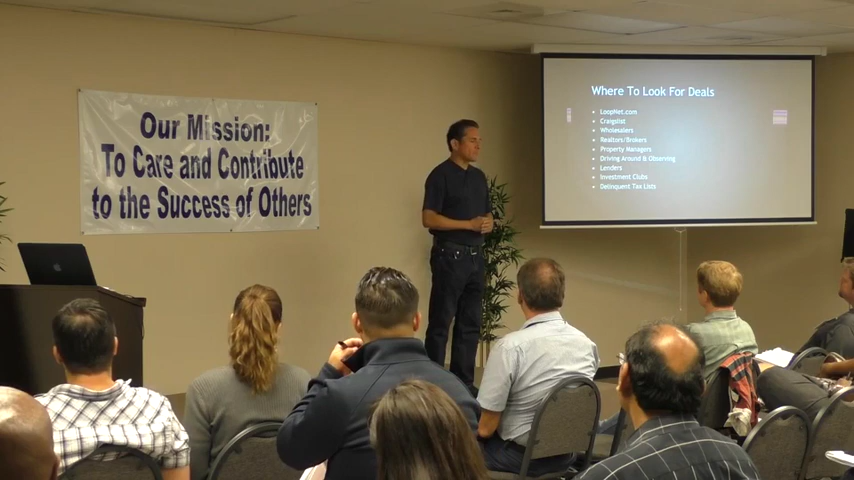 Our Mission:
To Care and Contribute
to the Success of Others
Where To Look For Deals
LoopNet.com
Craigslist
Wholesalers
Realtors/Brokers
Property Managers
Driving Around & Observing
Lenders
Investment Clubs
Delinquent Tax Lists